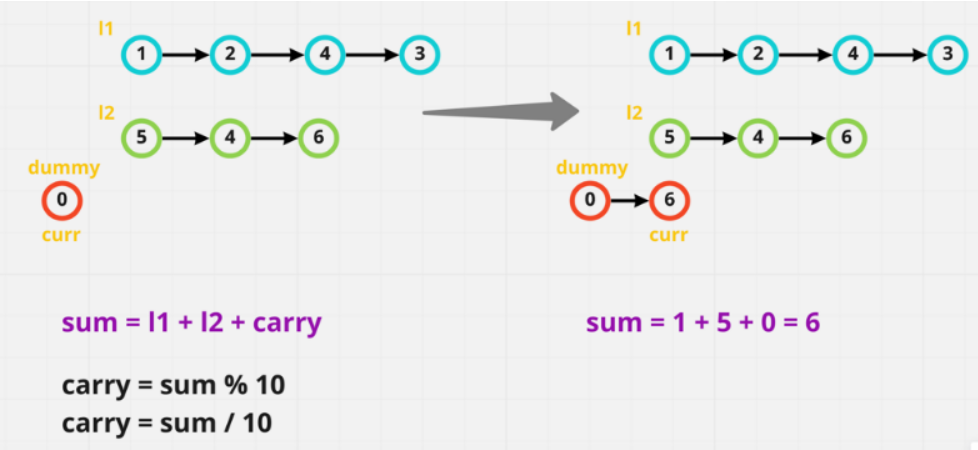 l1
1 2 4 3
l2
5 4 6
dummy
0
curr
sum = l1 + l2 + carry
carry = sum % 10
carry = sum / 10
l1
1 2 4 3
l2
5 4 6
dummy
0 6
curr
sum = 1 + 5 + 0 = 6